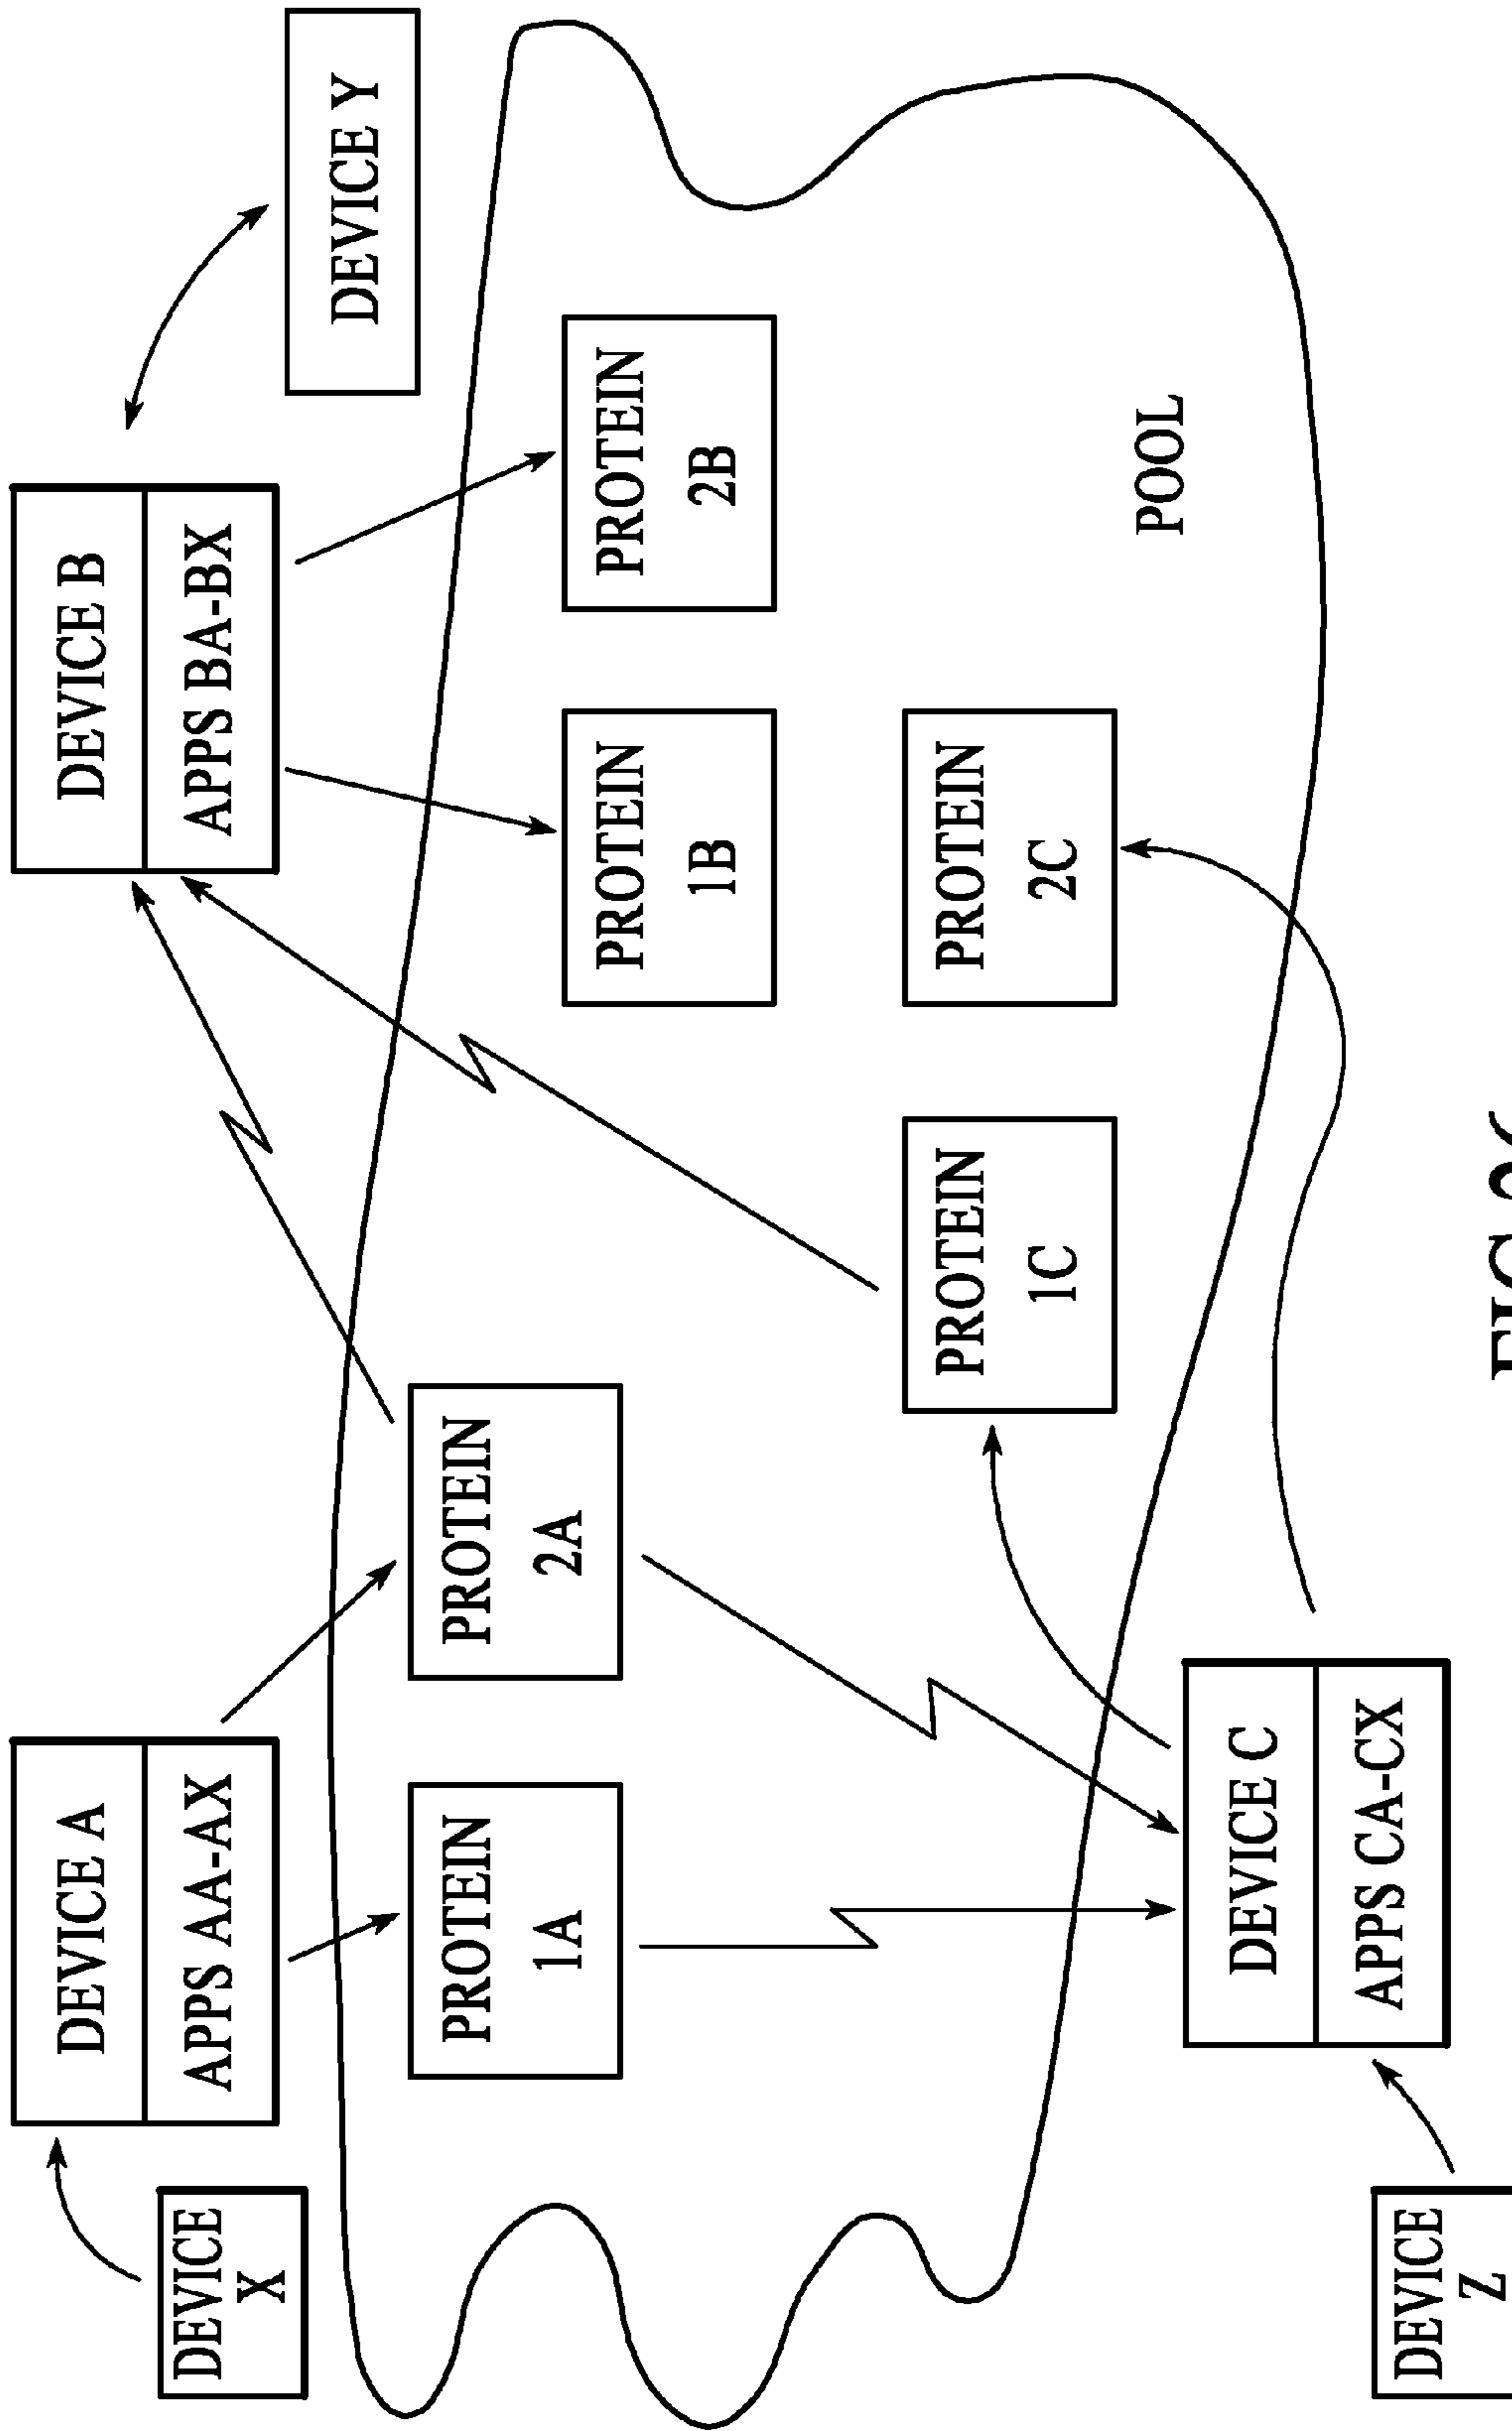 DEVICE
X
DEVICE A
APPS AA-AX
DEVICE B
APPS BA-BX
DEVICE Y
PROTEIN
1A
PROTEIN
2A
PROTEIN
1B
PROTEIN
2B
PROTEIN
1C
PROTEIN
2C
POOL
DEVICE C
APPS CA-CX
DEVICE
Z